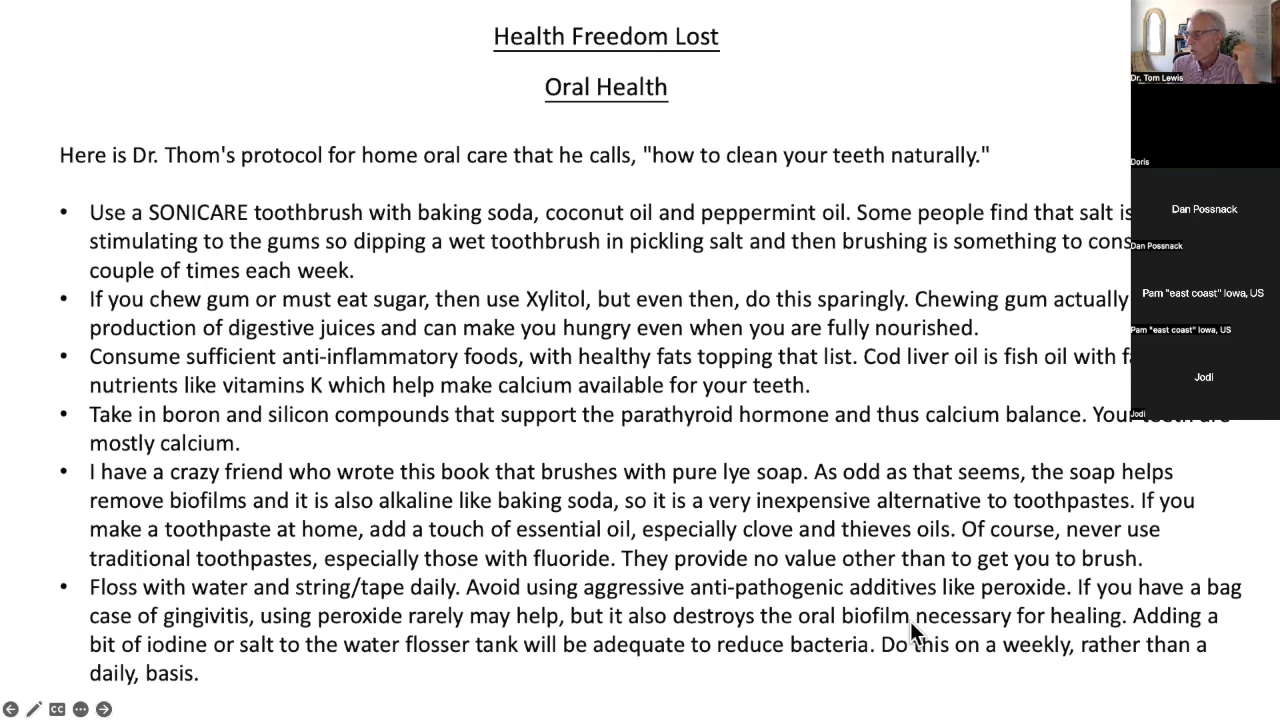 Health Freedom Lost
Oral Health
Here is Dr. Thom's protocol for home oral care that he calls, "how to clean your teeth naturally."
• Use a SONICARE toothbrush with baking soda, coconut oil and peppermint oil. Some people find that salt is
stimulating to the gums so dipping a wet toothbrush in pickling salt and then brushing is something to
couple of times each week.
• If you chew gum or must eat sugar, then use Xylitol, but even then, do this sparingly. Chewing gum actually
production of digestive juices and can make you hungry even when you are fully nourished.
• Consume sufficient anti-inflammatory foods, with healthy fats topping that list. Cod liver oil is fish oil with
nutrients like vitamins K which help make calcium available for your teeth.
• Take in boron and silicon compounds that support the parathyroid hormone and thus calcium balance. Your teeth are
mostly calcium.
• I have a crazy friend who wrote this book that brushes with pure lye soap. As odd as that seems, the soap helps
remove biofilms and it is also alkaline like baking soda, so it is a very inexpensive alternative to toothpastes. If you
make a toothpaste at home, add a touch of essential oil, especially clove and thieves oils. Of course, never use
traditional toothpastes, especially those with fluoride. They provide no value other than to get you to brush.
• Floss with water and string/tape daily. Avoid using aggressive anti-pathogenic additives like peroxide. If you have a bag
case of gingivitis, using peroxide rarely may help, but it also destroys the oral biofilm necessary for healing. Adding a
bit of iodine or salt to the water flosser tank will be adequate to reduce bacteria. Do this on a weekly, rather than a
daily, basis.
Dr. Tom Lewis
Doris
Dan Possnack
Dan Possnack
Pam "east coast" Iowa, US
Pam "east coast" Iowa, US
Jodi
Jodi
CC